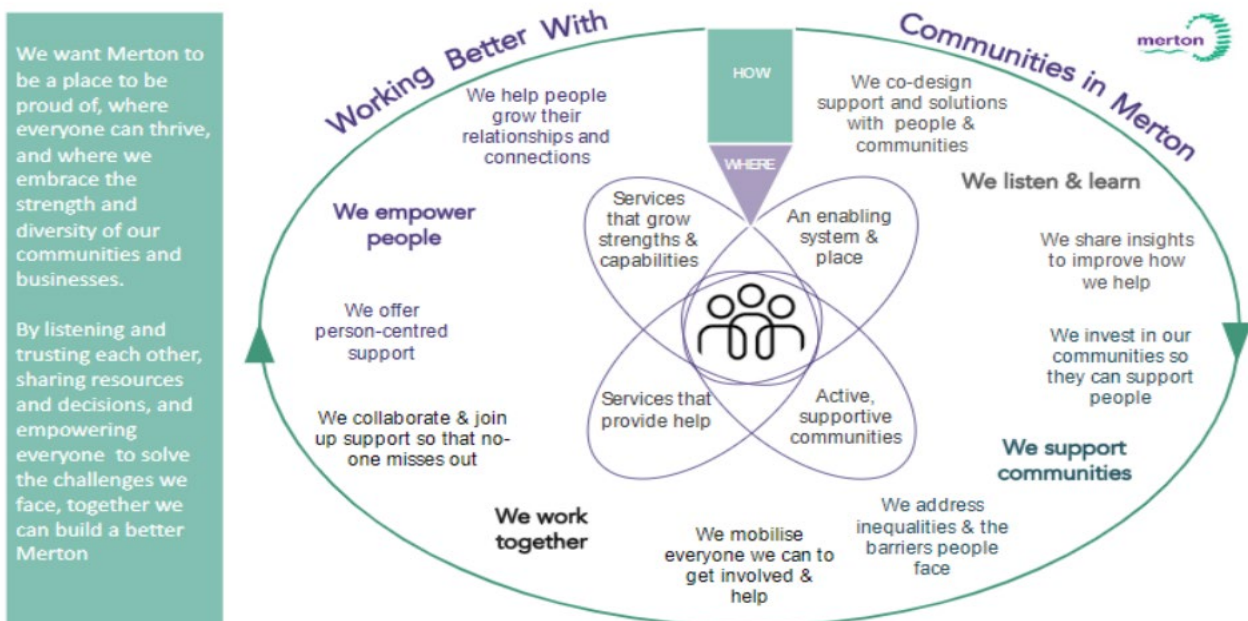 We want Merton to
be a place to be
proud of, where
everyone can thrive,
and where we
embrace the
strength and
diversity of our
communities and
businesses.
By listening and
trusting each other,
sharing resources
and decisions, and
empowering
everyone to solve
the challenges we
face, together we
can build a better
Merton
Working Better With
Communities in Merton
merton
HOW
WHERE
We help people
grow their
relationships and
connections
We empower
people
We offer
person-centred
support
We collaborate & join
up support so that no-
one misses out
We work
together
We mobilise
everyone we can to
get involved &
help
We co-design
support and solutions
with people &
communities
We listen & learn
We share insights
to improve how
we help
We invest in our
communities so
they can support
people
We support
communities
We address
inequalities & the
barriers people
face
Services
that grow
strengths &
capabilities
An enabling
system &
place
Services that
provide help
Active,
supportive
communities